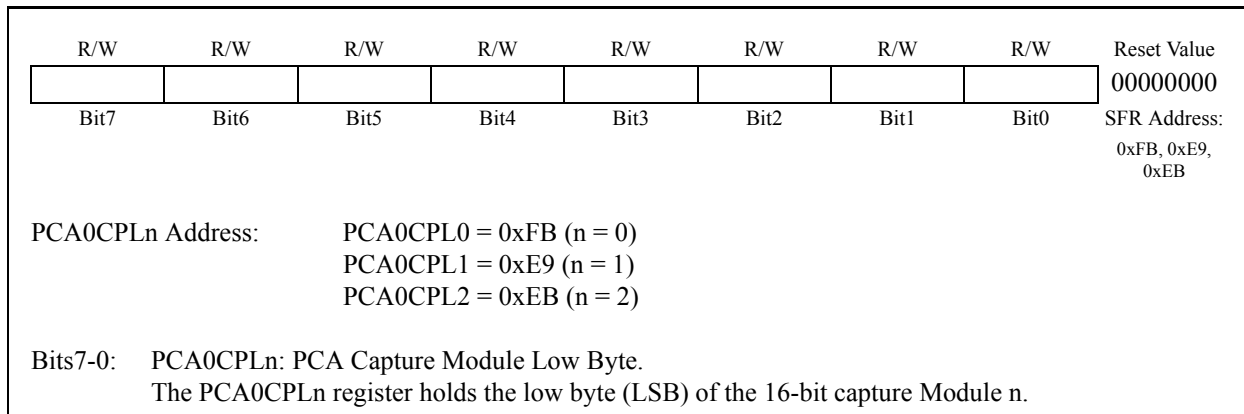 R/W R/W R/W R/W R/W R/W R/W R/W Reset Value
00000000
Bit7 Bit6 Bit5 Bit4 Bit3 Bit2 Bit1 Bit0 SFR Address:
0xFB, 0xE9,
0xEB
PCA0CPLn Address: PCA0CPL0 = 0xFB (n = 0)
PCA0CPL1 = 0xE9 (n = 1)
PCA0CPL2 = 0xEB (n = 2)
Bits7-0: PCA0CPLn: PCA Capture Module Low Byte.
The PCA0CPLn register holds the low byte (LSB) of the 16-bit capture Module n.